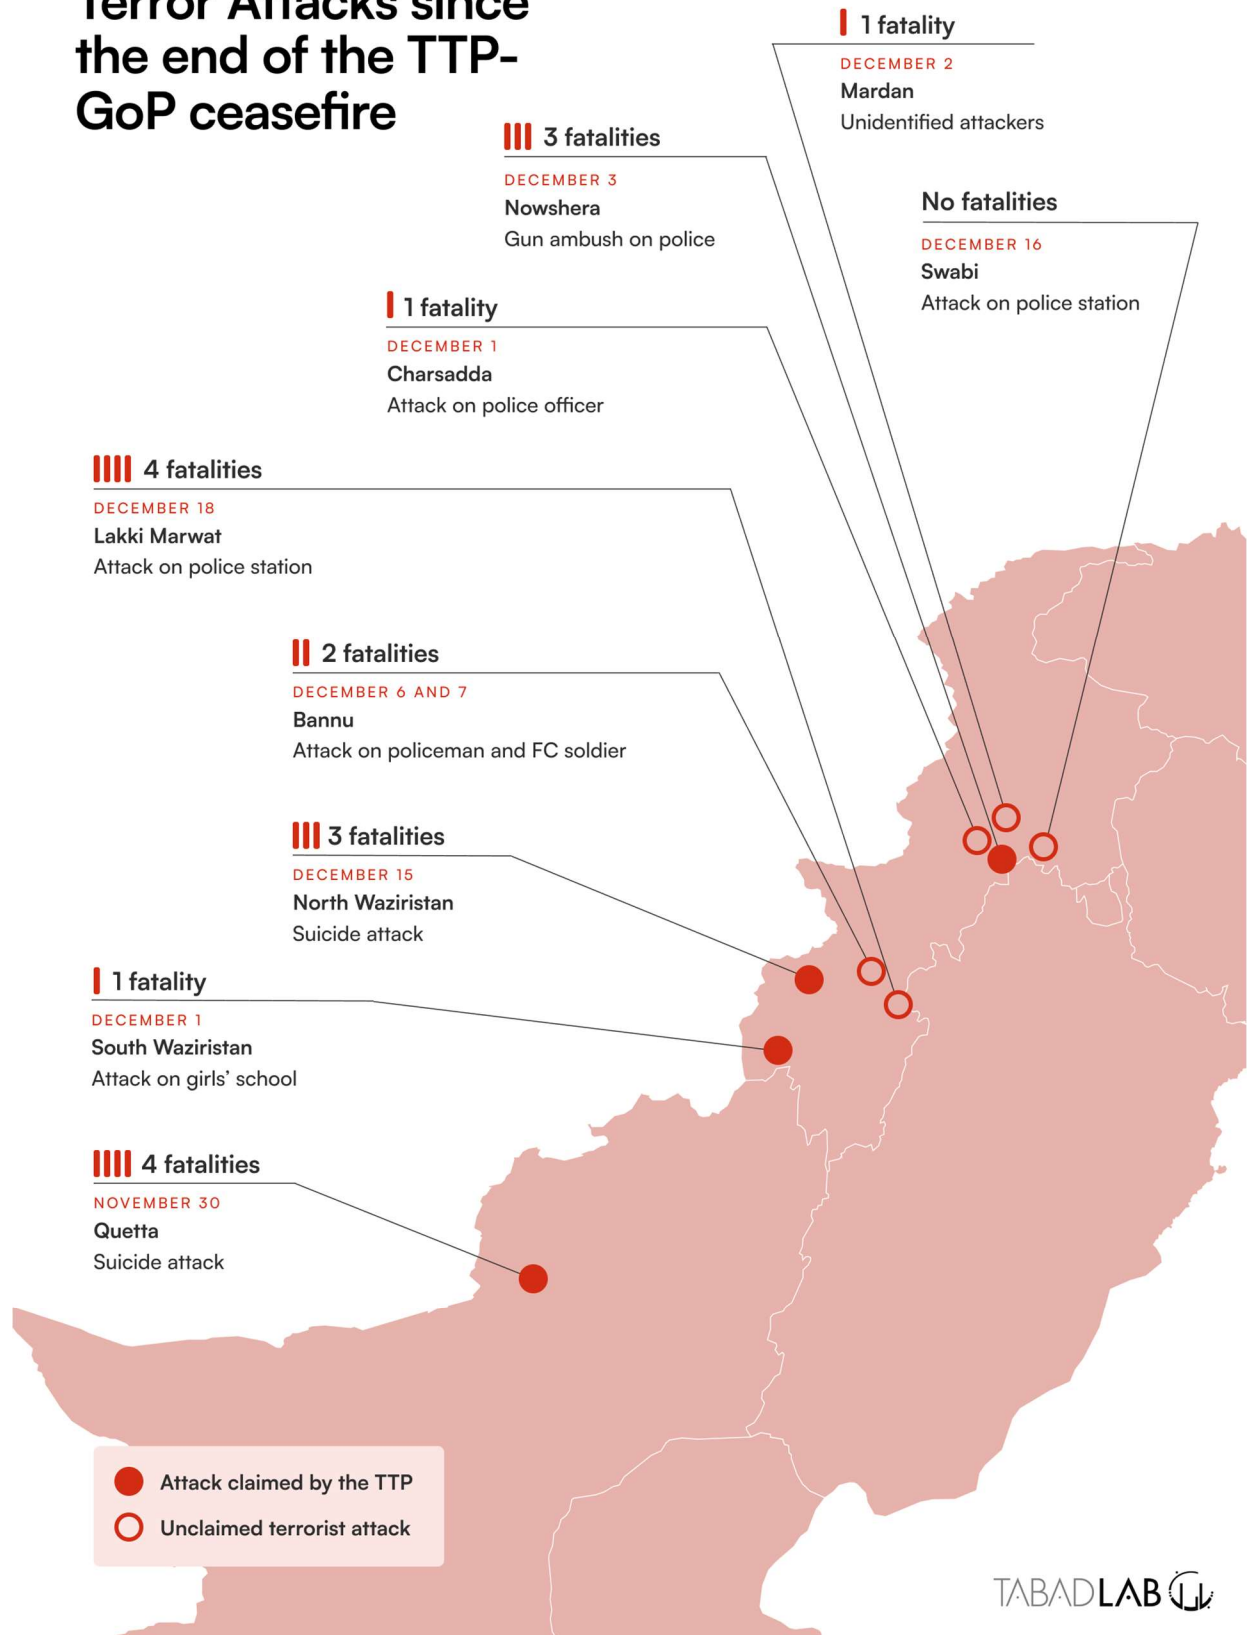 Terror Attacks since
the end of the TTP-
GoP ceasefire
1 fatality
DECEMBER 2
Mardan
Unidentified attackers
3 fatalities
DECEMBER 3
Nowshera
Gun ambush on police
No fatalities
DECEMBER 16
Swabi
Attack on police station
1 fatality
DECEMBER 1
Charsadda
Attack on police officer
4 fatalities
DECEMBER 18
Lakki Marwat
Attack on police station
2 fatalities
DECEMBER 6 AND 7
Bannu
Attack on policeman and FC soldier
3 fatalities
DECEMBER 15
North Waziristan
Suicide attack
1 fatality
DECEMBER 1
South Waziristan
Attack on girls’ school
4 fatalities
NOVEMBER 30
Quetta
Suicide attack
Attack claimed by the TTP
Unclaimed terrorist attack
TABADLAB